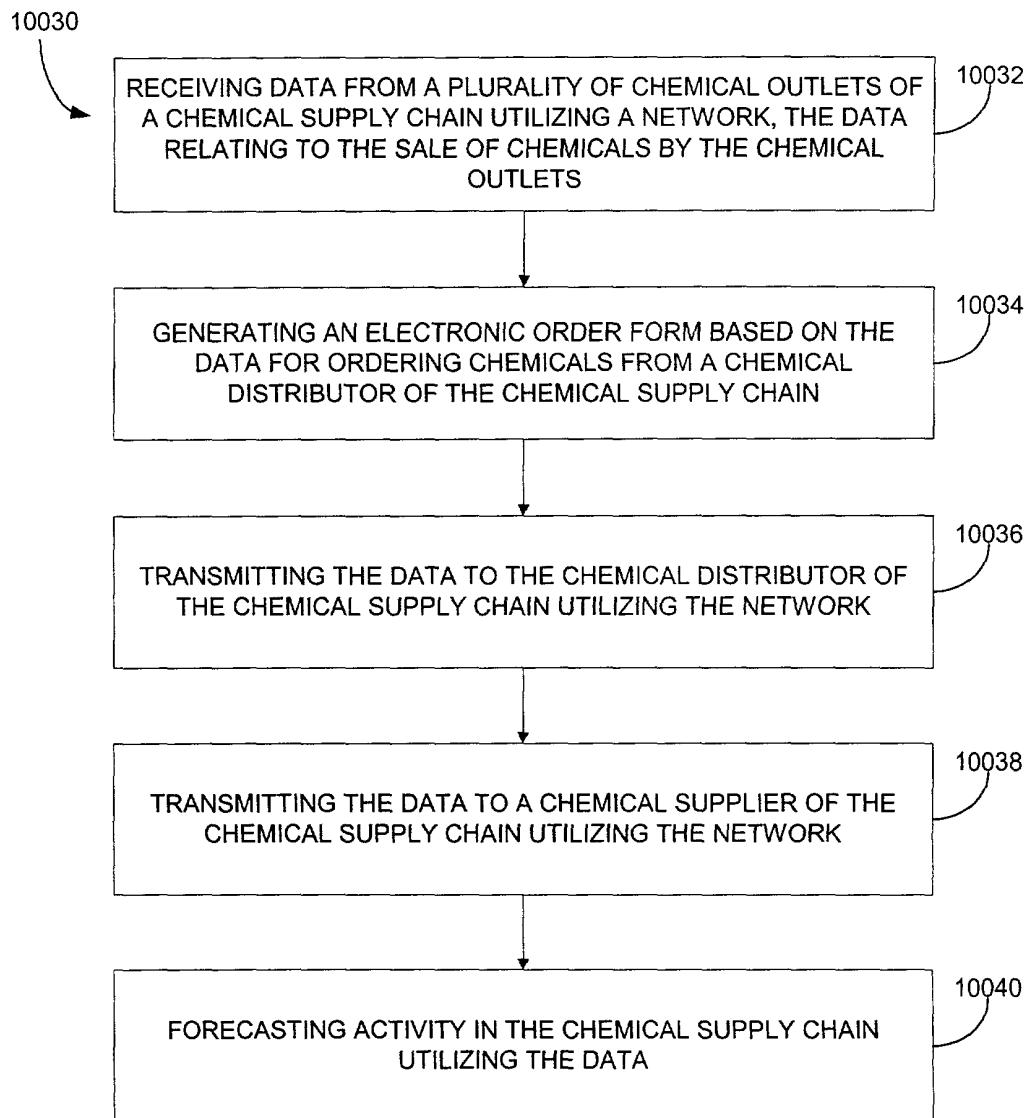 10030
RECEIVING DATA FROM A PLURALITY OF CHEMICAL OUTLETS OF
A CHEMICAL SUPPLY CHAIN UTILIZING A NETWORK, THE DATA
RELATING TO THE SALE OF CHEMICALS BY THE CHEMICAL
OUTLETS
10032
GENERATING AN ELECTRONIC ORDER FORM BASED ON THE
DATA FOR ORDERING CHEMICALS FROM A CHEMICAL
DISTRIBUTOR OF THE CHEMICAL SUPPLY CHAIN
10034
TRANSMITTING THE DATA TO THE CHEMICAL DISTRIBUTOR OF
THE CHEMICAL SUPPLY CHAIN UTILIZING THE NETWORK
10036
TRANSMITTING THE DATA TO A CHEMICAL SUPPLIER OF THE
CHEMICAL SUPPLY CHAIN UTILIZING THE NETWORK
10038
FORECASTING ACTIVITY IN THE CHEMICAL SUPPLY CHAIN
UTILIZING THE DATA
10040